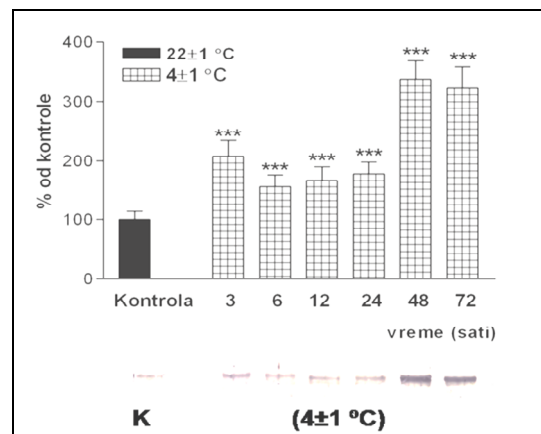 400
300
200
100
0
% od kontrole
22±1 °C
4±1 °C
***
***
***
***
***
***
Kontrola 3 6 12 24 48 72
vreme (sati)
K (4±1 ºC)